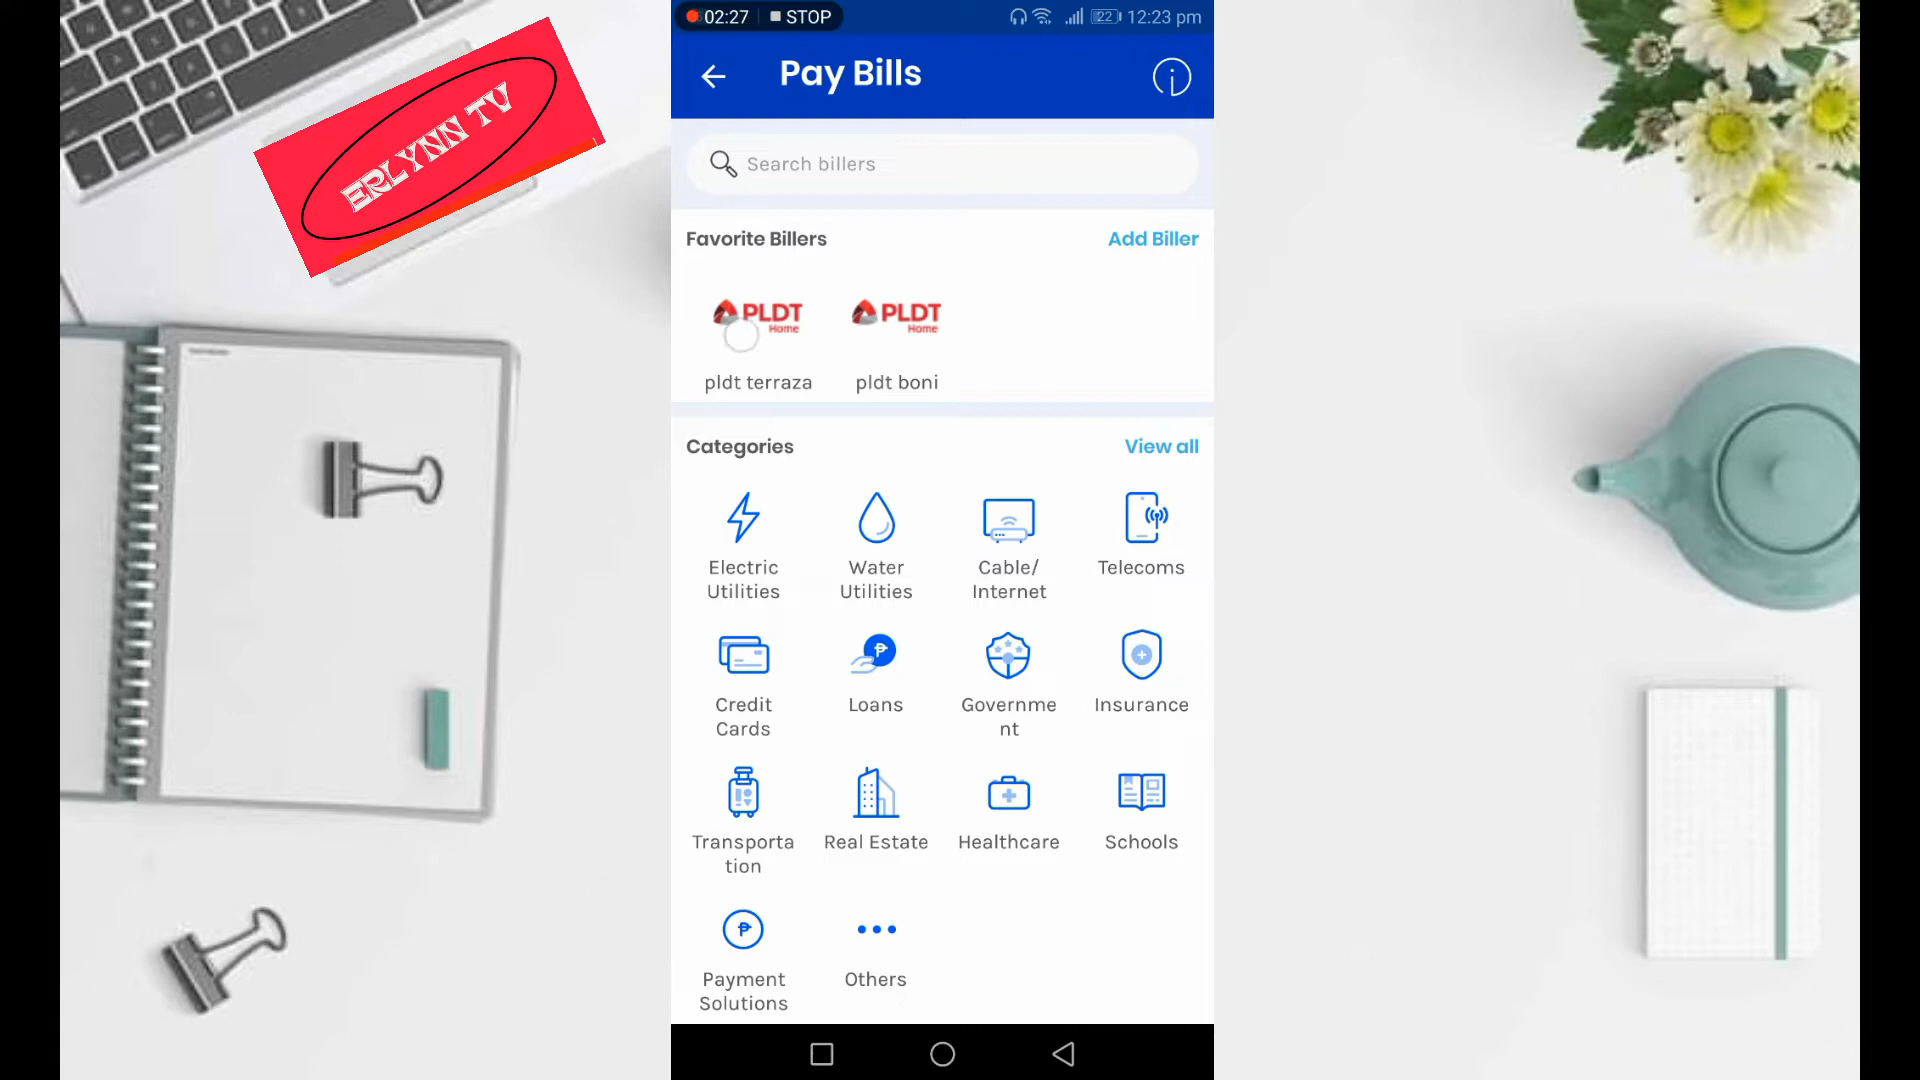 02:27 STOP 22 12:23 pm
ERLYNN TV
Pay Bills
Search billers
Favorite Billers Add Biller
PLDT Home PLDT Home
pldt terraza pldt boni
Categories View all
Electric Utilities
Water Utilities
Cable/ Internet
Telecoms
Credit Cards
Loans
Governme nt
Insurance
Transporta tion
Real Estate
Healthcare
Schools
Payment Solutions
Others